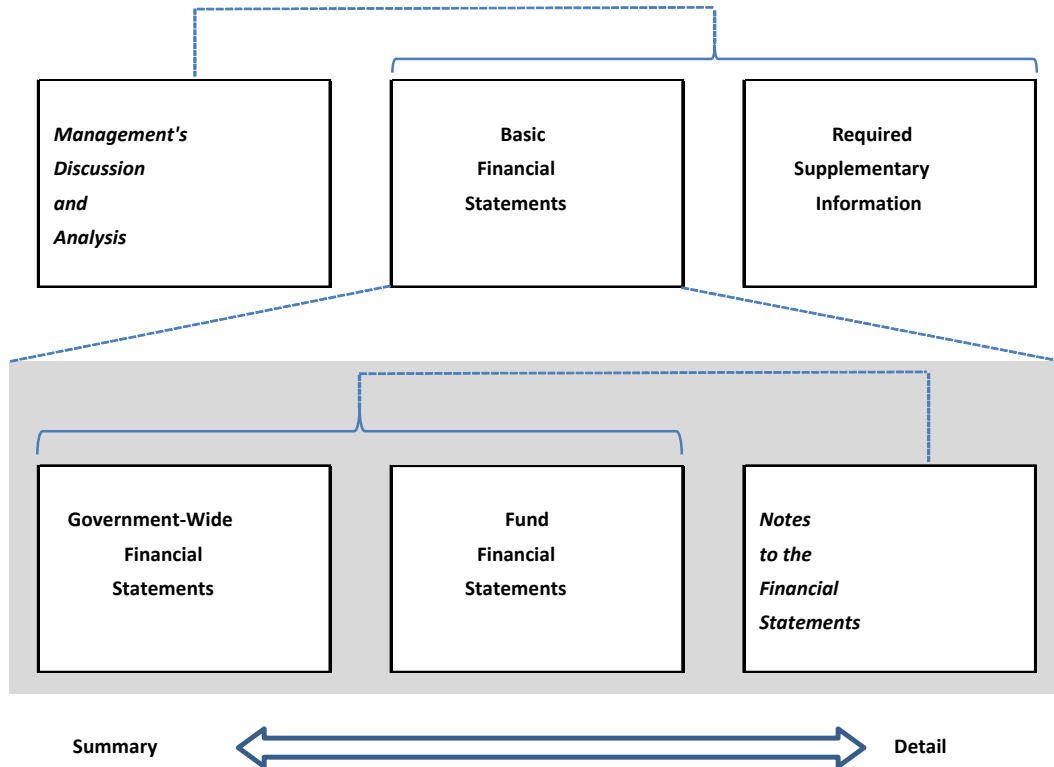 Management's
Discussion
and
Analysis
Basic
Financial
Statements
Required
Supplementary
Information
Government-Wide
Financial
Statements
Fund
Financial
Statements
Notes
to the
Financial
Statements
Summary
Detail